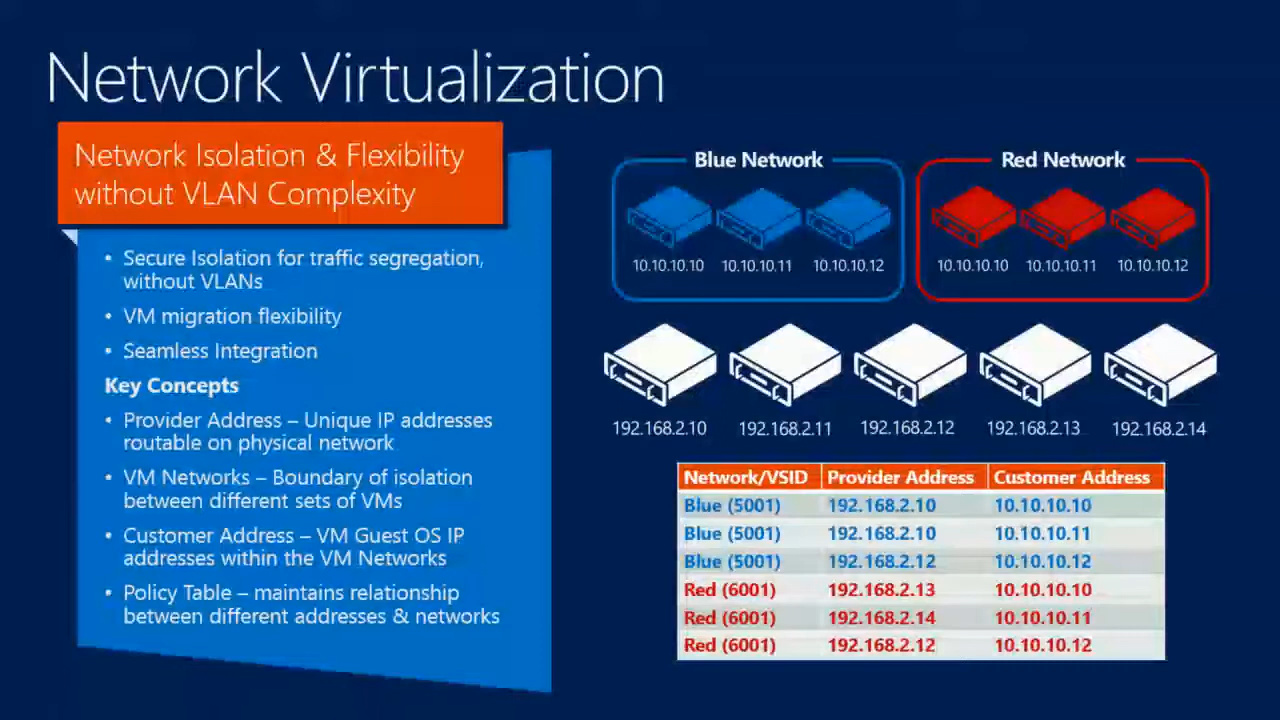 Network Virtualization
Network Isolation & Flexibility
without VLAN Complexity
• Secure Isolation for traffic segregation,
without VLANs
• VM migration flexibility
• Seamless Integration
Key Concepts
• Provider Address – Unique IP addresses
routable on physical network
• VM Networks – Boundary of isolation
between different sets of VMs
• Customer Address – VM Guest OS IP
addresses within the VM Networks
• Policy Table – maintains relationship
between different addresses & networks
Blue Network
10.10.10.10 10.10.10.11 10.10.10.12
Red Network
10.10.10.10 10.10.10.11 10.10.10.12
192.168.2.10 192.168.2.11 192.168.2.12 192.168.2.13 192.168.2.14
Network/VSID Provider Address Customer Address
Blue (5001) 192.168.2.10 10.10.10.10
Blue (5001) 192.168.2.10 10.10.10.11
Blue (5001) 192.168.2.12 10.10.10.12
Red (6001) 192.168.2.13 10.10.10.10
Red (6001) 192.168.2.14 10.10.10.11
Red (6001) 192.168.2.12 10.10.10.12